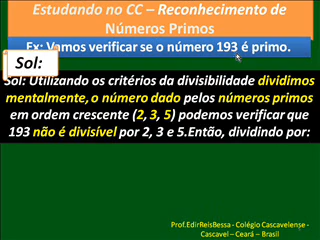 Estudando no CC – Reconhecimento de
Números Primos
Ex: Vamos verificar se o número 193 é primo.
Sol:
Sol: Utilizando os critérios da divisibilidade dividimos
mentalmente, o número dado pelos números primos
em ordem crescente (2, 3, 5) podemos verificar que
193 não é divisível por 2, 3 e 5.Então, dividindo por:
Prof.EdirReisBessa - Colégio Cascavelense -
Cascavel – Ceará – Brasil